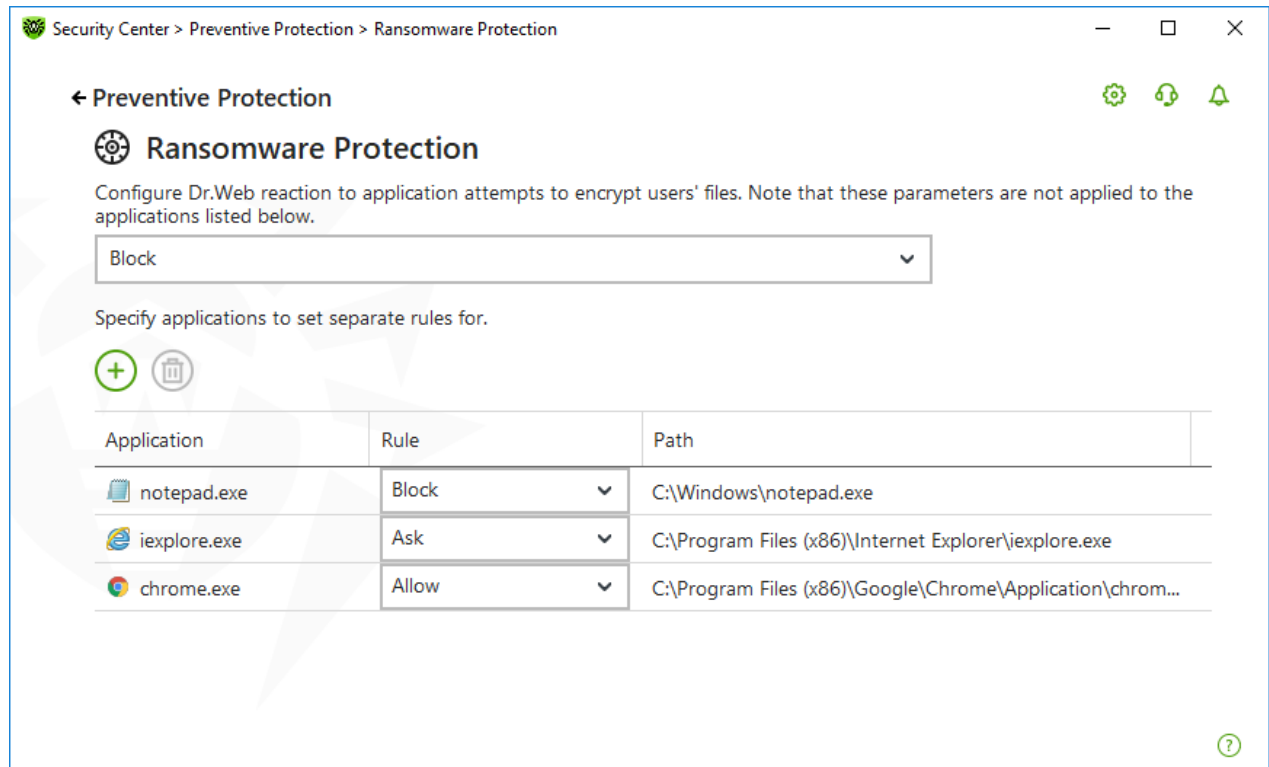 Security Center > Preventive Protection > Ransomware Protection
Preventive Protection
Ransomware Protection
Configure Dr.Web reaction to application attempts to encrypt users' files. Note that these parameters are not applied to the
applications listed below.
Block
Specify applications to set separate rules for.
Application Rule Path
notepad.exe Block C:\Windows\notepad.exe
iexplore.exe Ask C:\Program Files (x86)\Internet Explorer\iexplore.exe
chrome.exe Allow C:\Program Files (x86)\Google\Chrome\Application\chrom...